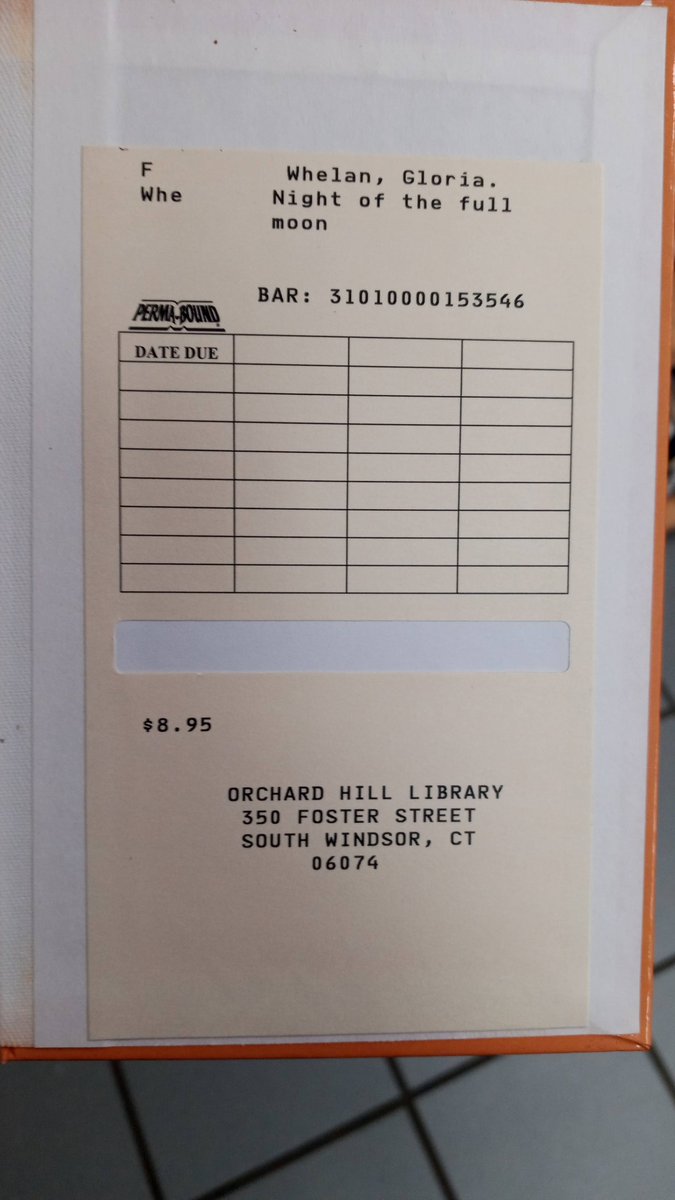 F Whelan, Gloria.
Whe Night of the full
moon
BAR: 31010000153546
PERMA-BOUND
DATE DUE
$8.95
ORCHARD HILL LIBRARY
350 FOSTER STREET
SOUTH WINDSOR, CT
06074